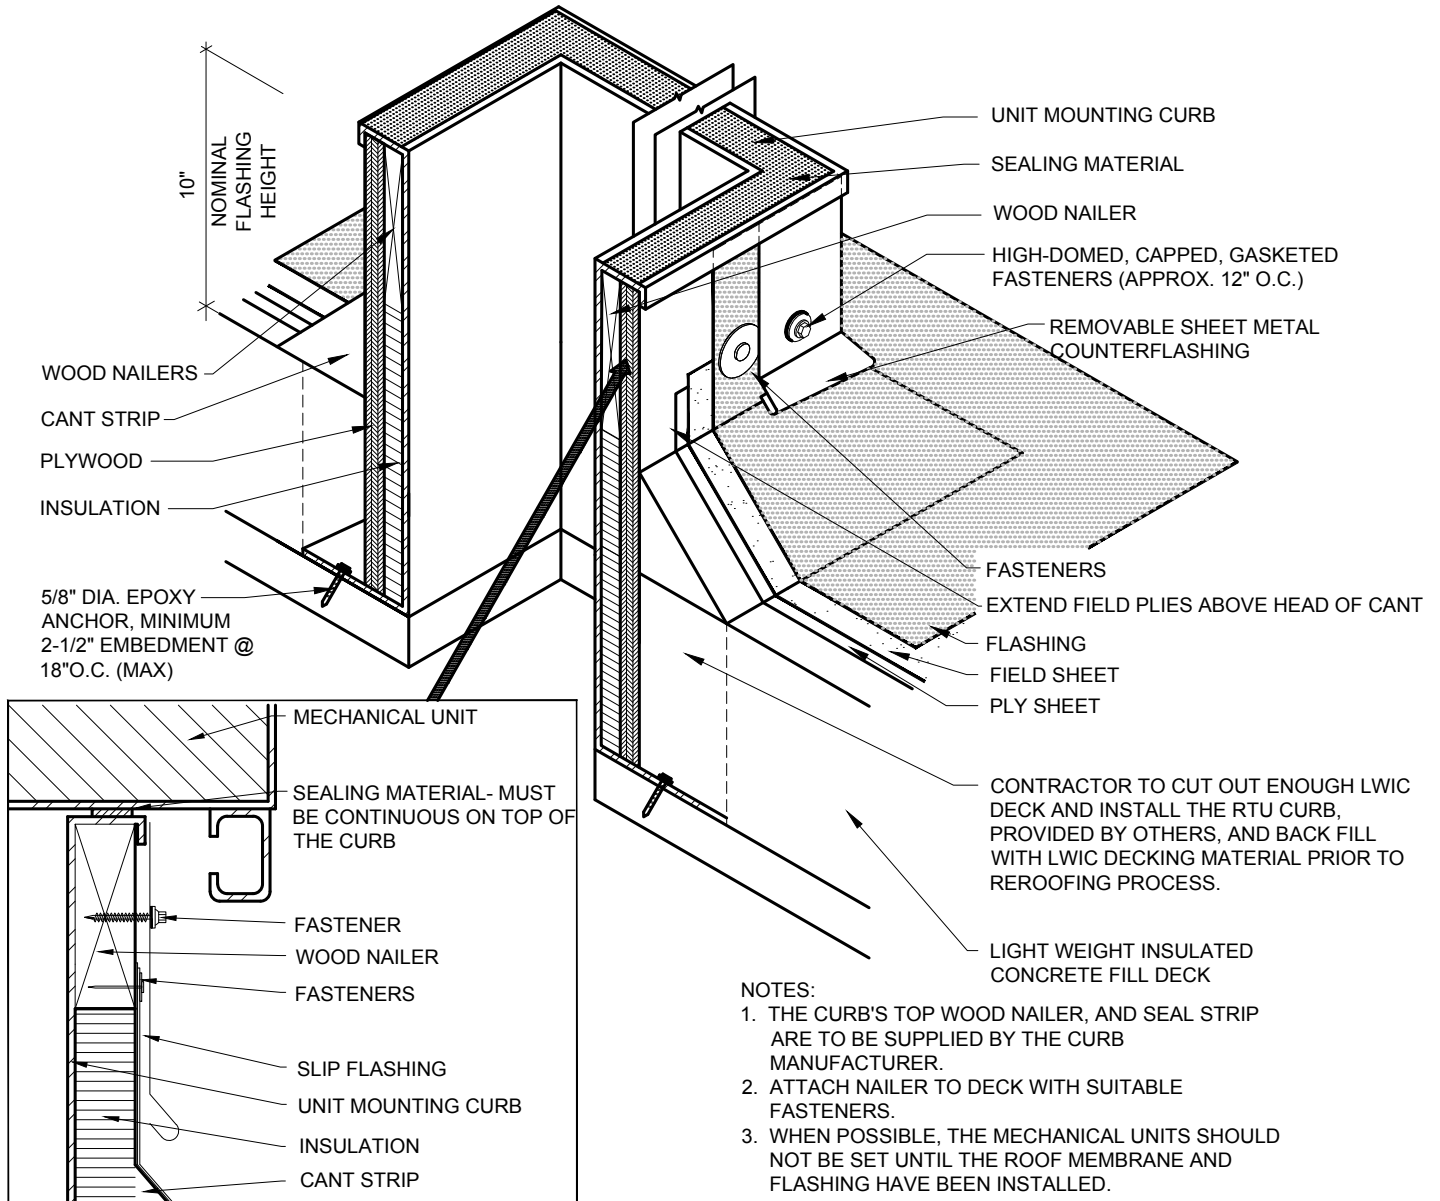 10"
NOMINAL
FLASHING
HEIGHT
WOOD NAILERS
CANT STRIP
PLYWOOD
INSULATION
5/8" DIA. EPOXY
ANCHOR, MINIMUM
2-1/2" EMBEDMENT @
18"O.C. (MAX)
UNIT MOUNTING CURB
SEALING MATERIAL
WOOD NAILER
HIGH-DOMED, CAPPED, GASKETED
FASTENERS (APPROX. 12" O.C.)
REMOVABLE SHEET METAL
COUNTERFLASHING
FASTENERS
EXTEND FIELD PLIES ABOVE HEAD OF CANT
FLASHING
FIELD SHEET
PLY SHEET
CONTRACTOR TO CUT OUT ENOUGH LWIC
DECK AND INSTALL THE RTU CURB,
PROVIDED BY OTHERS, AND BACK FILL
WITH LWIC DECKING MATERIAL PRIOR TO
REROOFING PROCESS.
LIGHT WEIGHT INSULATED
CONCRETE FILL DECK
MECHANICAL UNIT
SEALING MATERIAL- MUST
BE CONTINUOUS ON TOP OF
THE CURB
FASTENER
WOOD NAILER
FASTENERS
SLIP FLASHING
UNIT MOUNTING CURB
INSULATION
CANT STRIP
NOTES:
1. THE CURB'S TOP WOOD NAILER, AND SEAL STRIP
ARE TO BE SUPPLIED BY THE CURB
MANUFACTURER.
2. ATTACH NAILER TO DECK WITH SUITABLE
FASTENERS.
3. WHEN POSSIBLE, THE MECHANICAL UNITS SHOULD
NOT BE SET UNTIL THE ROOF MEMBRANE AND
FLASHING HAVE BEEN INSTALLED.